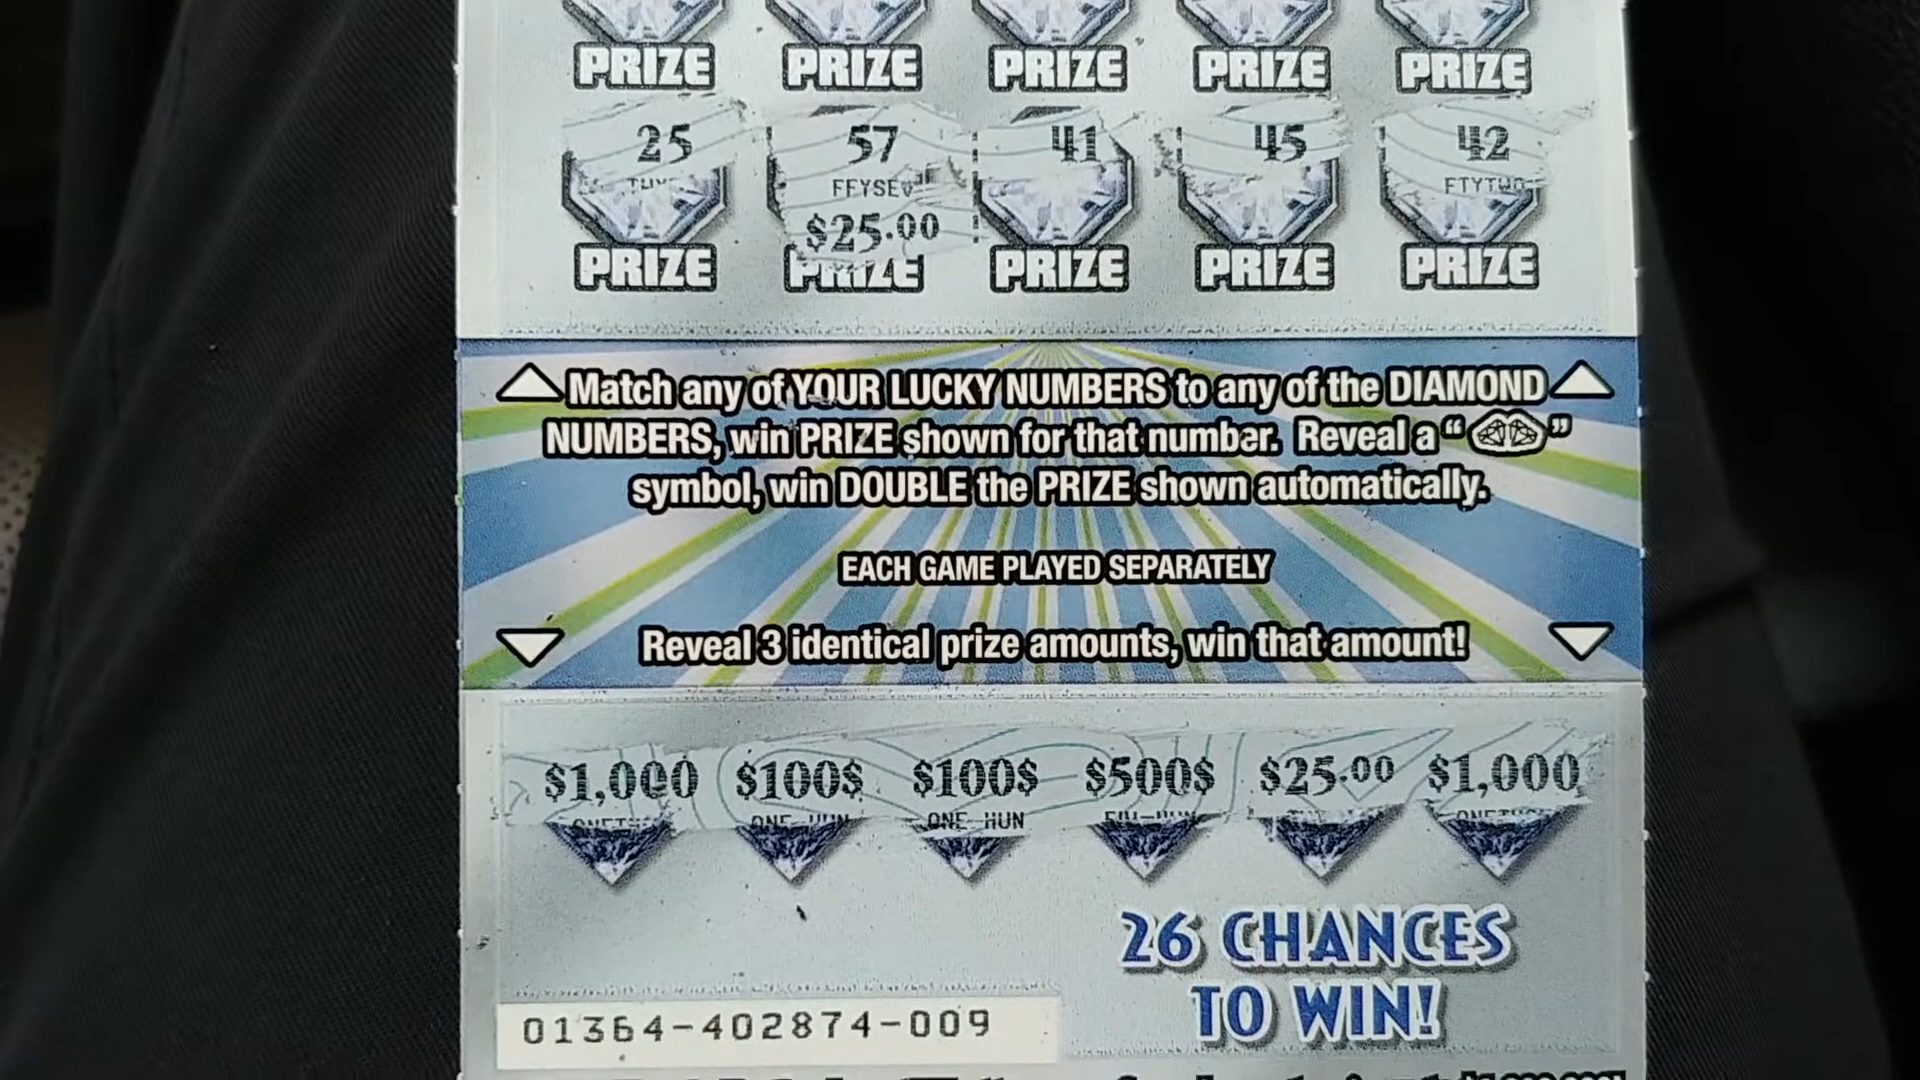 PRIZE PRIZE PRIZE PRIZE PRIZE
25 57 41 45 42
FFYSEV FTYTWO
$25.00
PRIZE PRIZE PRIZE PRIZE PRIZE
Match any of YOUR LUCKY NUMBERS to any of the DIAMOND
NUMBERS, win PRIZE shown for that number. Reveal a “ ”
symbol, win DOUBLE the PRIZE shown automatically.
EACH GAME PLAYED SEPARATELY
Reveal 3 identical prize amounts, win that amount!
$1,000 $100$ $100$ $500$ $25.00 $1,000
ONE-HUN ONE-HUN
26 CHANCES
TO WIN!
01364-402874-009